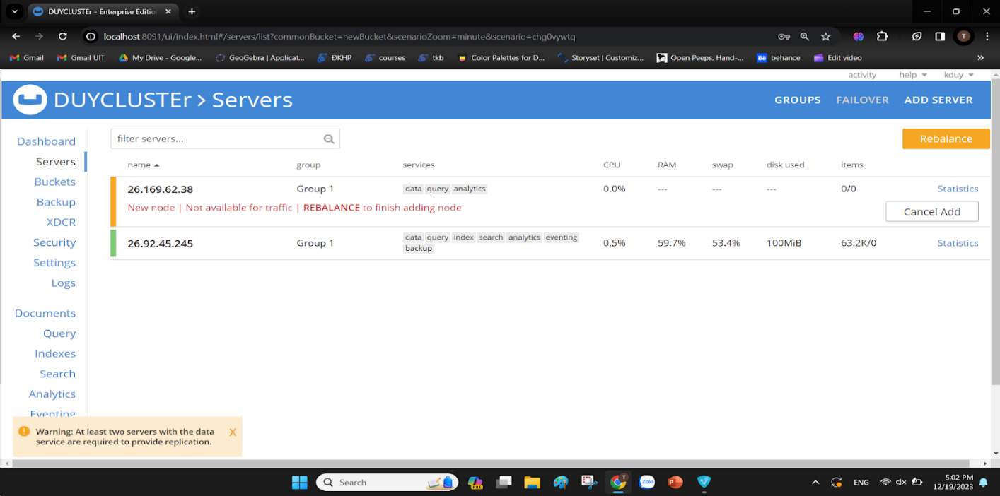 DUYCLUSTEr - Enterprise Editio
localhost:8091/ui/index.html#/servers/list?commonBucket=newBucket&scenarioZoom=minute&scenario=chg0vywtq
T
Gmail
Gmail UIT
My Drive - Google...
GeoGebra | Applicat...
ĐKHP
courses
tkb
Color Palettes for D...
Storyset | Customiz...
Open Peeps, Hand-...
Bē behance
Edit video
activity
help
kduy
DUYCLUSTEr > Servers
GROUPS
FAILOVER
ADD SERVER
Dashboard
Servers
Buckets
Backup
XDCR
Security
Settings
Logs
Documents
Query
Indexes
Search
Analytics
Eventing
filter servers...
Rebalance
name group services CPU RAM swap disk used items
26.169.62.38 Group 1 data query analytics 0.0% --- --- --- 0/0 Statistics
New node | Not available for traffic | REBALANCE to finish adding node
Cancel Add
26.92.45.245 Group 1 data query index search analytics eventing
backup
0.5% 59.7% 53.4% 100MiB 63.2K/0 Statistics
Warning: At least two servers with the data X
service are required to provide replication.
Search
PRE
T
Zalo
P
ENG
5:02 PM
12/19/2023